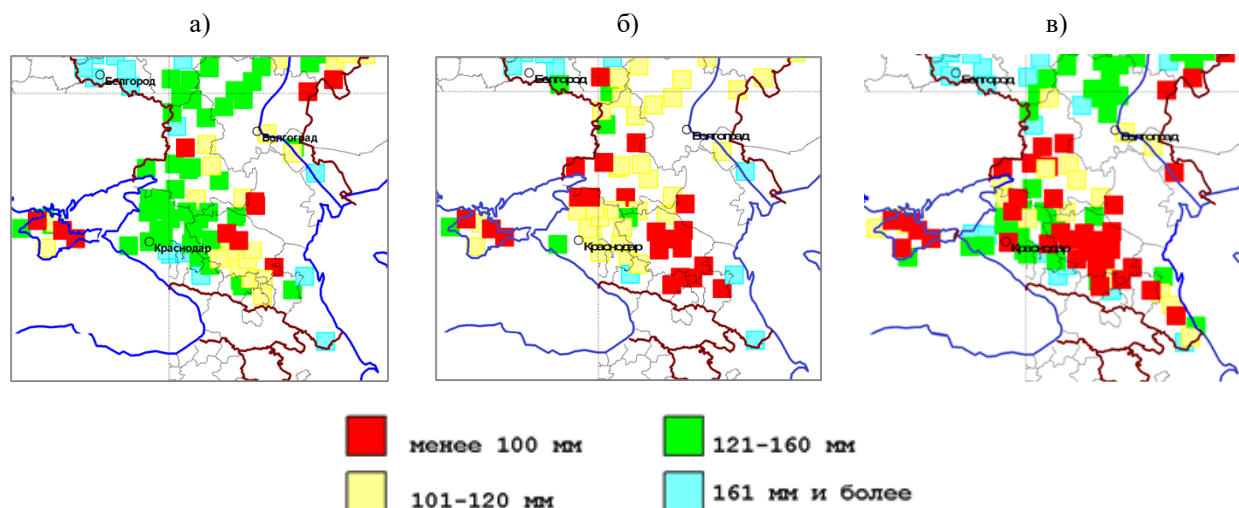 а)
б)
в)
Белгород
Волгоград
Краснодар
Белгород
Волгоград
Краснодар
Белгород
Волгоград
Краснодар
менее 100 мм
121-160 мм
101-120 мм
161 мм и более